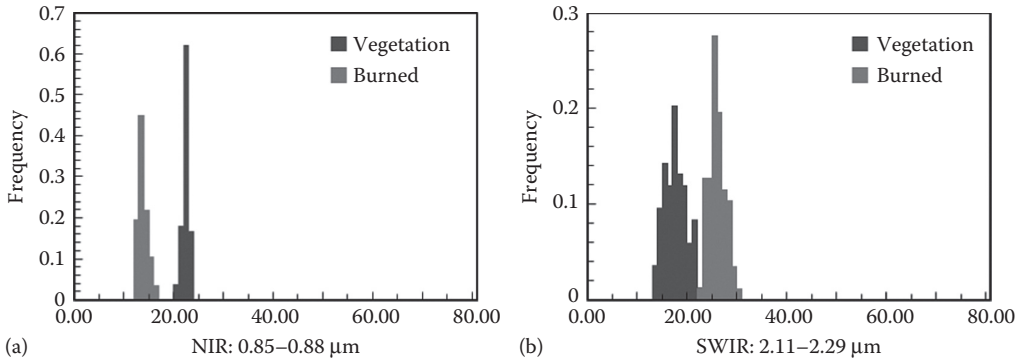 0.7
0.6
0.5
0.4
0.3
0.2
0.1
0
Frequency
Vegetation
Burned
0.00 20.00 40.00 60.00 80.00
(a) NIR: 0.85–0.88 µm
0.3
0.2
0.1
0
Frequency
Vegetation
Burned
0.00 20.00 40.00 60.00 80.00
(b) SWIR: 2.11–2.29 µm